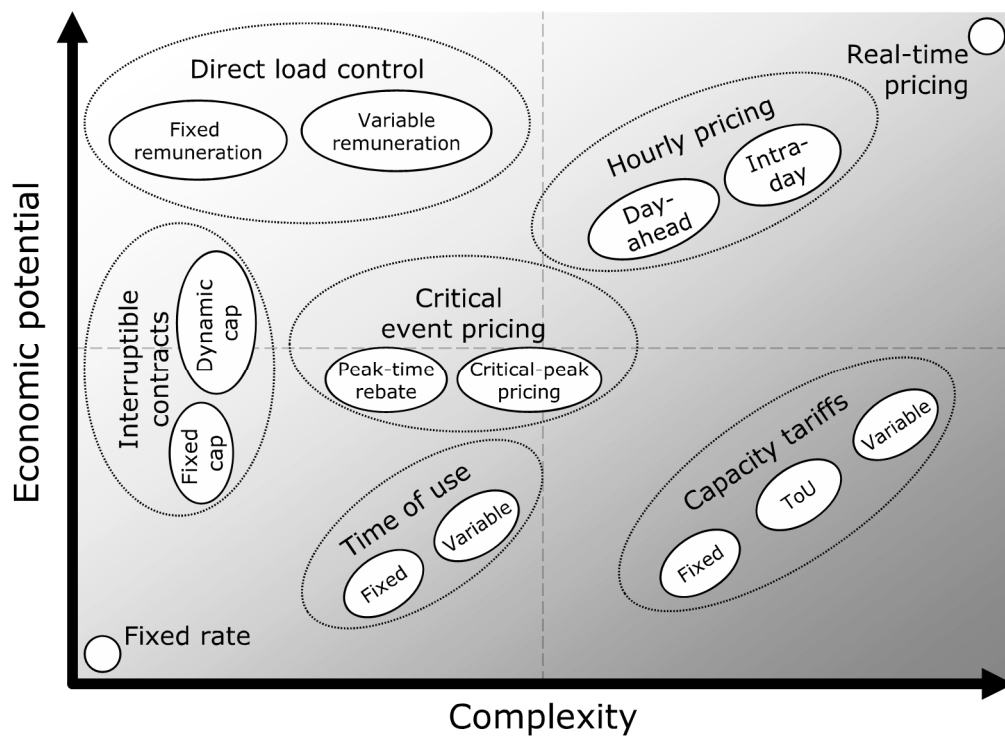 Economic potential
Direct load control
Fixed
remuneration
Variable
remuneration
Real-time
pricing
Hourly pricing
Day-
ahead
Intra-
day
Interruptible
contracts
Dynamic
cap
Fixed
cap
Critical
event pricing
Peak-time
rebate
Critical-peak
pricing
Time of use
Fixed
Variable
Capacity tariffs
Fixed
ToU
Variable
Fixed rate
Complexity